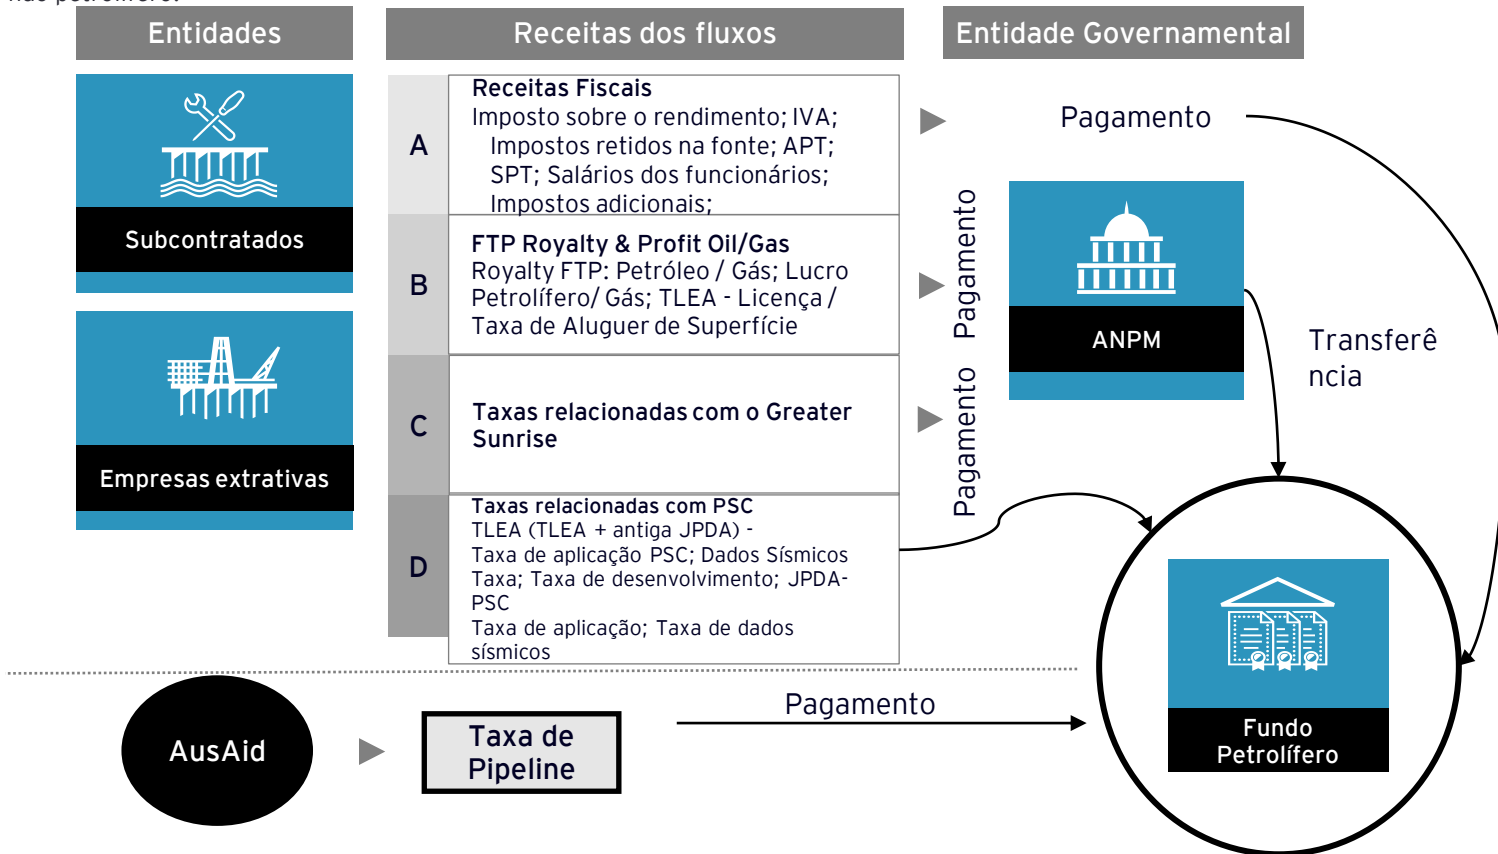 não petrolífero.
Entidades
Receitas dos fluxos
Entidade Governamental
Subcontratados
Empresas extrativas
A
Receitas Fiscais
Imposto sobre o rendimento; IVA;
Impostos retidos na fonte; APT;
SPT; Salários dos funcionários;
Impostos adicionais;
B
FTP Royalty & Profit Oil/Gas
Royalty FTP: Petróleo / Gás; Lucro
Petrolífero/ Gás; TLEA - Licença /
Taxa de Aluguer de Superfície
C
Taxas relacionadas com o Greater
Sunrise
D
Taxas relacionadas com PSC
TLEA (TLEA + antiga JPDA) -
Taxa de aplicação PSC; Dados Sísmicos
Taxa; Taxa de desenvolvimento; JPDA-
PSC
Taxa de aplicação; Taxa de dados
sísmicos
Pagamento
Pagamento
Pagamento
ANPM
Transferê
ncia
AusAid
Taxa de
Pipeline
Pagamento
Fundo
Petrolífero